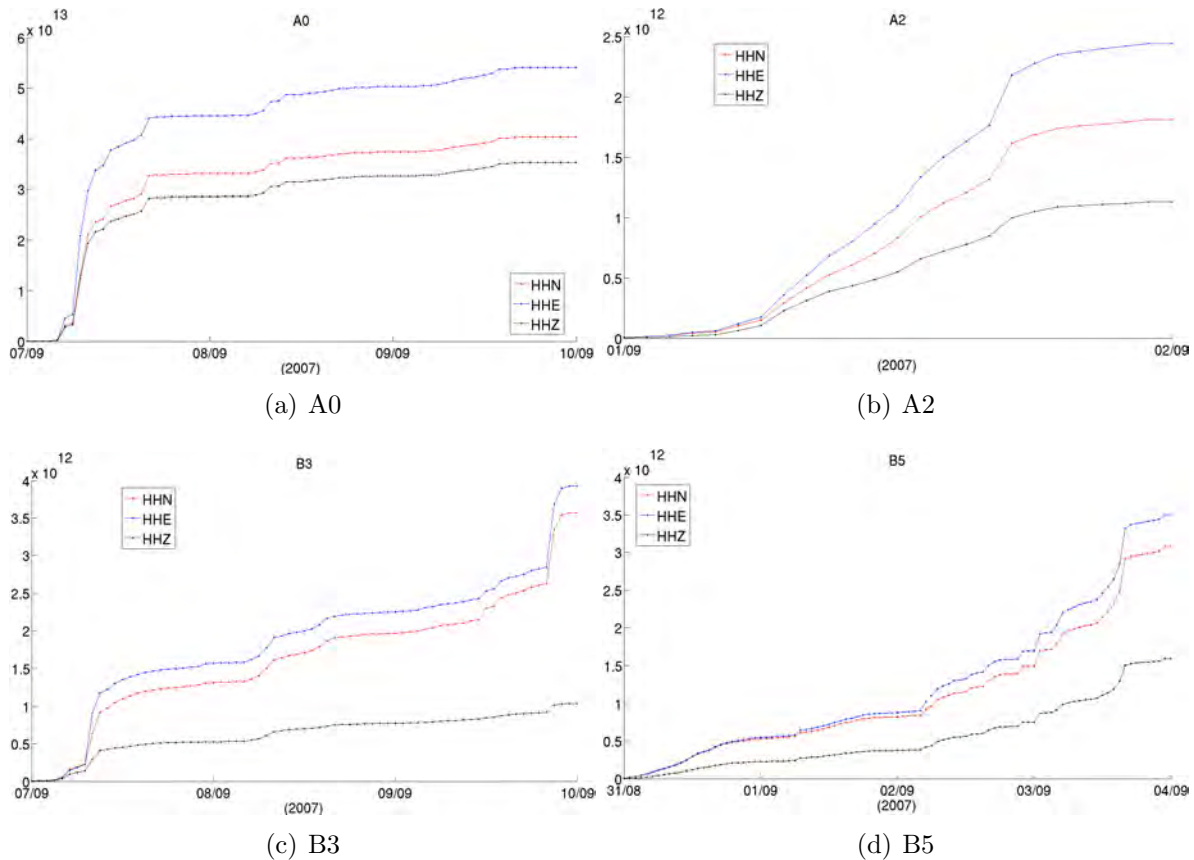 x 10
13
A0
6
5
4
3
2
1
0
HHN
HHE
HHZ
07/09
08/09
09/09
10/09
(2007)
(a) A0
x 10
12
A2
2.5
2
1.5
1
0.5
0
HHN
HHE
HHZ
01/09
02/09
(2007)
(b) A2
x 10
12
B3
4
3.5
3
2.5
2
1.5
1
0.5
0
HHN
HHE
HHZ
07/09
08/09
09/09
10/09
(2007)
(c) B3
x 10
12
B5
4
3.5
3
2.5
2
1.5
1
0.5
0
HHN
HHE
HHZ
31/08
01/09
02/09
03/09
04/09
(2007)
(d) B5